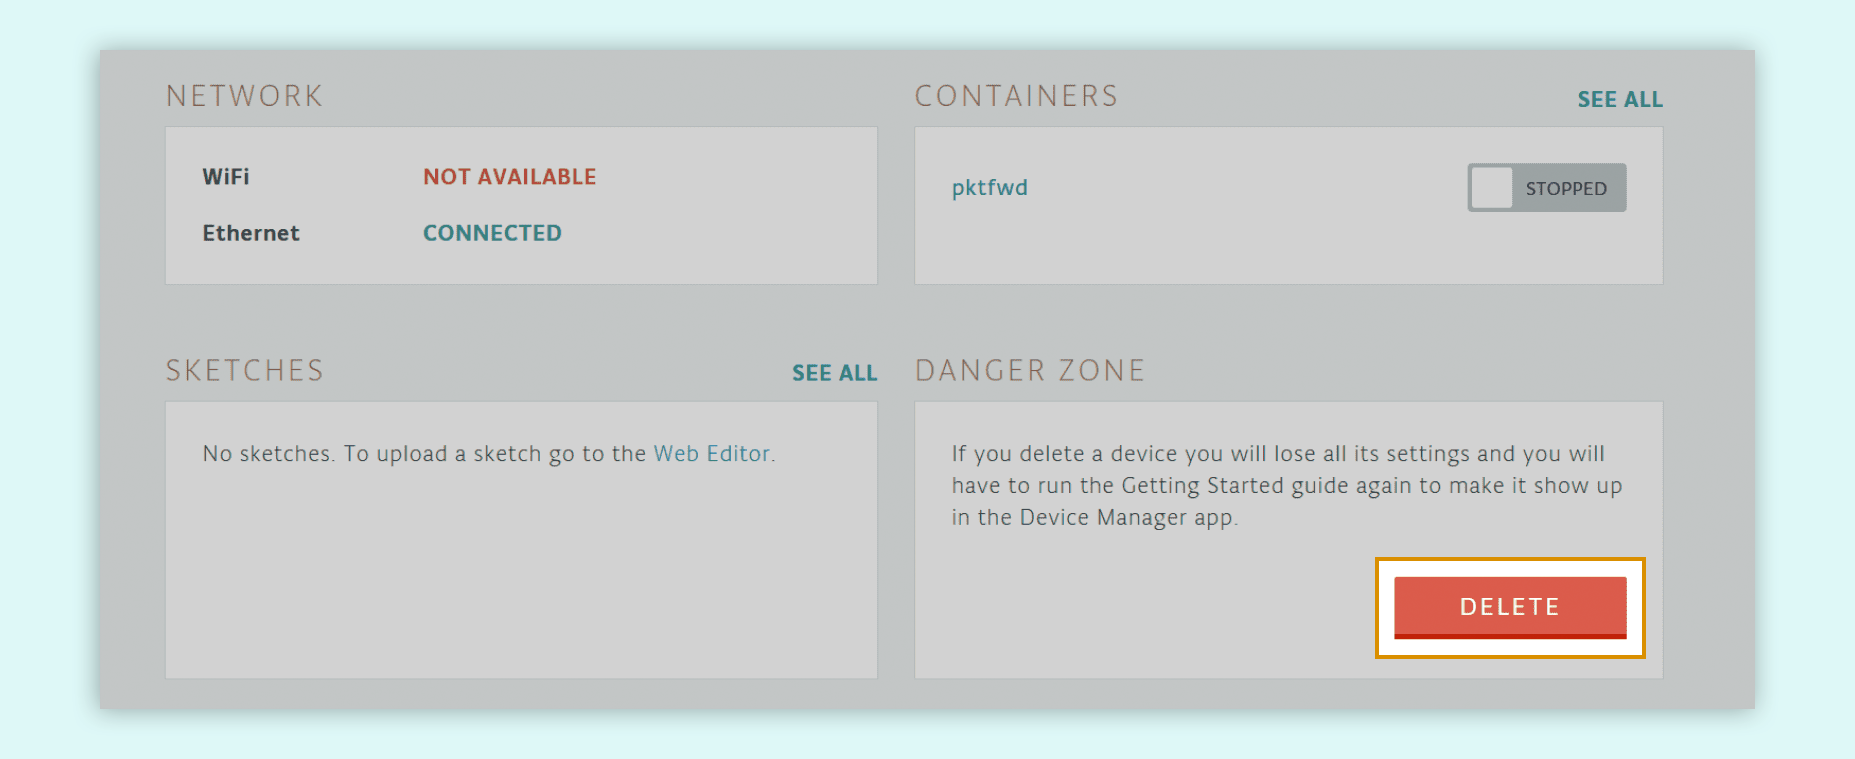 NETWORK
WiFi NOT AVAILABLE
Ethernet CONNECTED
CONTAINERS SEE ALL
pktfwd STOPPED
SKETCHES SEE ALL
No sketches. To upload a sketch go to the Web Editor.
DANGER ZONE
If you delete a device you will lose all its settings and you will
have to run the Getting Started guide again to make it show up
in the Device Manager app.
DELETE